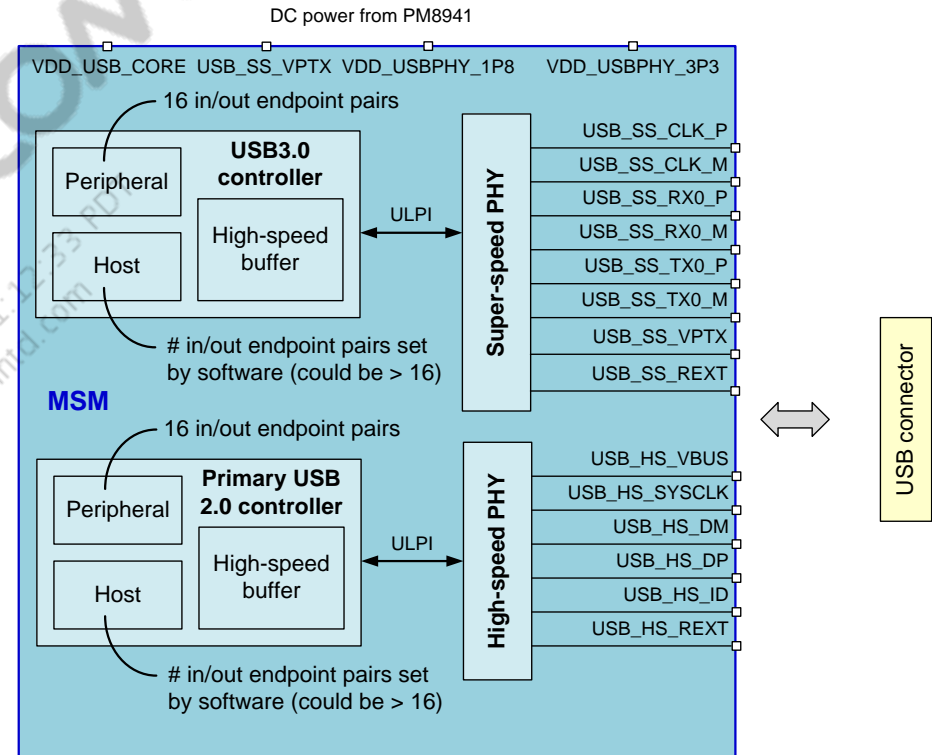 DC power from PM8941
VDD_USB_CORE USB_SS_VPTX VDD_USBPHY_1P8 VDD_USBPHY_3P3
16 in/out endpoint pairs
USB3.0
controller
Peripheral
Host
High-speed
buffer
ULPI
Super-speed PHY
USB_SS_CLK_P
USB_SS_CLK_M
USB_SS_RX0_P
USB_SS_RX0_M
USB_SS_TX0_P
USB_SS_TX0_M
USB_SS_VPTX
USB_SS_REXT
# in/out endpoint pairs set
by software (could be > 16)
MSM
16 in/out endpoint pairs
Primary USB
2.0 controller
Peripheral
Host
High-speed
buffer
ULPI
High-speed PHY
USB_HS_VBUS
USB_HS_SYSCLK
USB_HS_DM
USB_HS_DP
USB_HS_ID
USB_HS_REXT
# in/out endpoint pairs set
by software (could be > 16)
USB connector